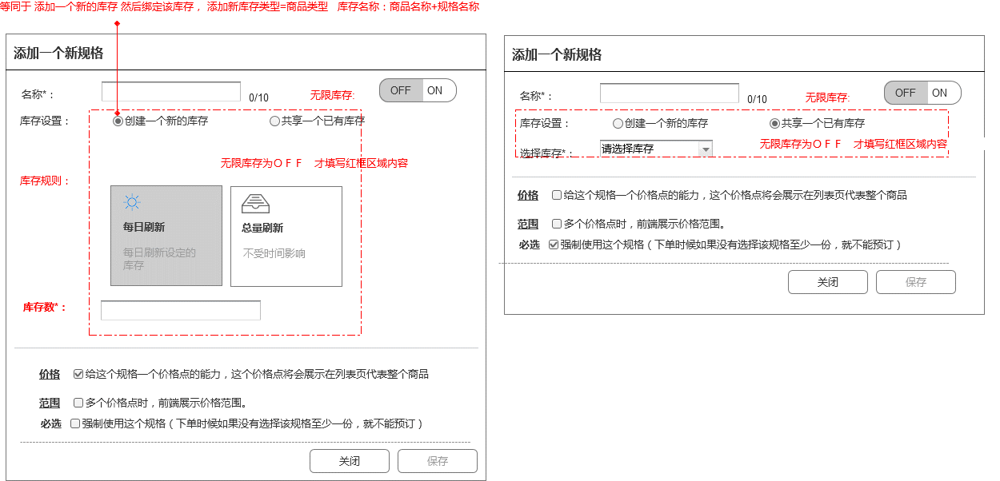 等同于 添加一个新的库存 然后绑定该库存， 添加新库存类型=商品类型 库存名称：商品名称+规格名称
添加一个新规格
名称*：
0/10
无限库存:
OFF
ON
库存设置：
创建一个新的库存
共享一个已有库存
无限库存为ＯＦＦ 才填写红框区域内容
库存规则：
每日刷新
每日刷新设定的
库存
总量刷新
不受时间影响
库存数*：
价格
给这个规格一个价格点的能力，这个价格点将会展示在列表页代表整个商品
范围
多个价格点时，前端展示价格范围。
必选
强制使用这个规格（下单时候如果没有选择该规格至少一份，就不能预订）
关闭
保存
添加一个新规格
名称*：
0/10
无限库存:
OFF
ON
库存设置：
创建一个新的库存
共享一个已有库存
选择库存*：
请选择库存
无限库存为ＯＦＦ 才填写红框区域内容
价格
给这个规格一个价格点的能力，这个价格点将会展示在列表页代表整个商品
范围
多个价格点时，前端展示价格范围。
必选
强制使用这个规格（下单时候如果没有选择该规格至少一份，就不能预订）
关闭
保存